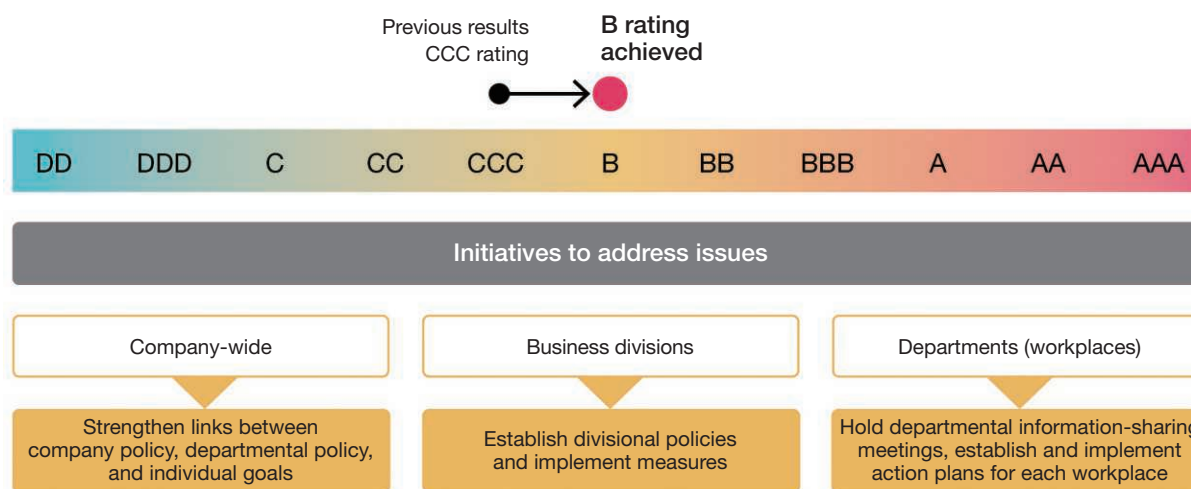 Previous results
CCC rating
B rating
achieved
DD DDD C CC CCC B BB BBB A AA AAA
Initiatives to address issues
Company-wide
Business divisions
Departments (workplaces)
Strengthen links between
company policy, departmental policy,
and individual goals
Establish divisional policies
and implement measures
Hold departmental information-sharing
meetings, establish and implement
action plans for each workplace